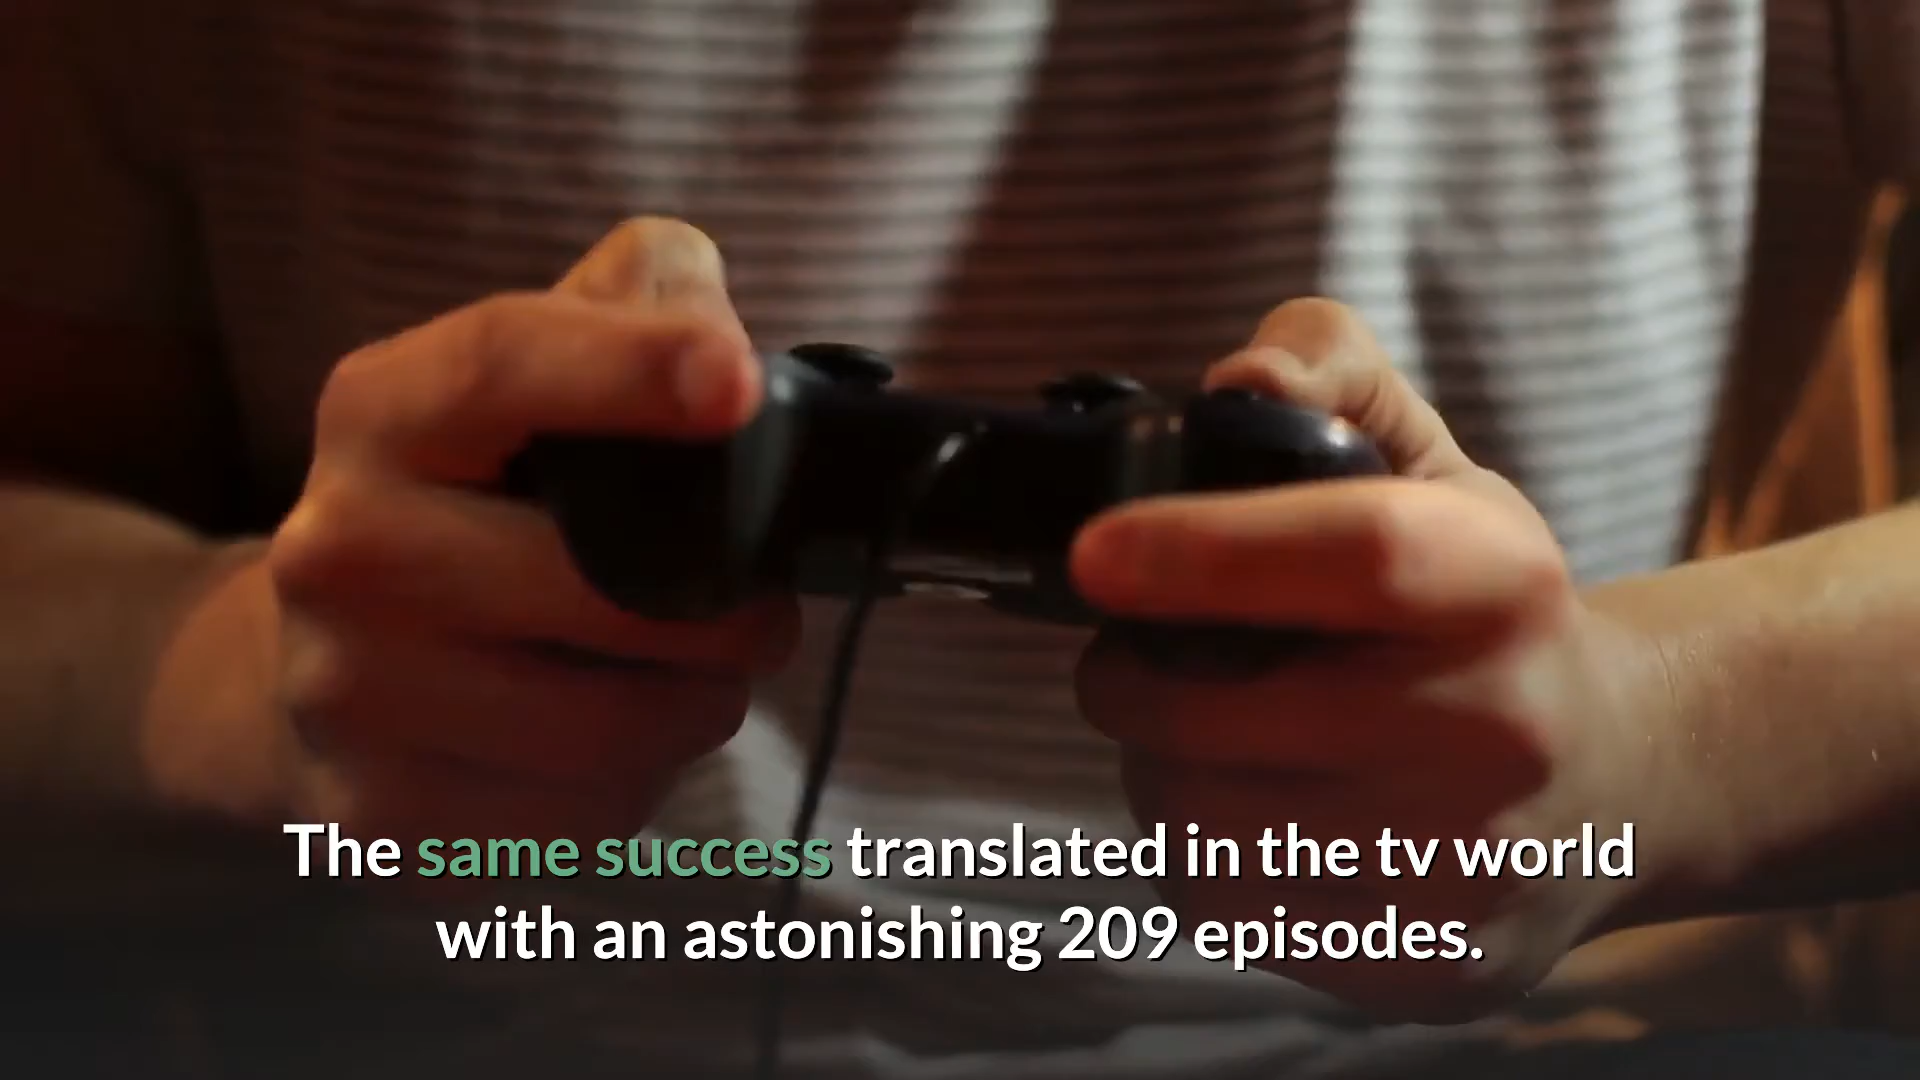 The same success translated in the tv world
with an astonishing 209 episodes.